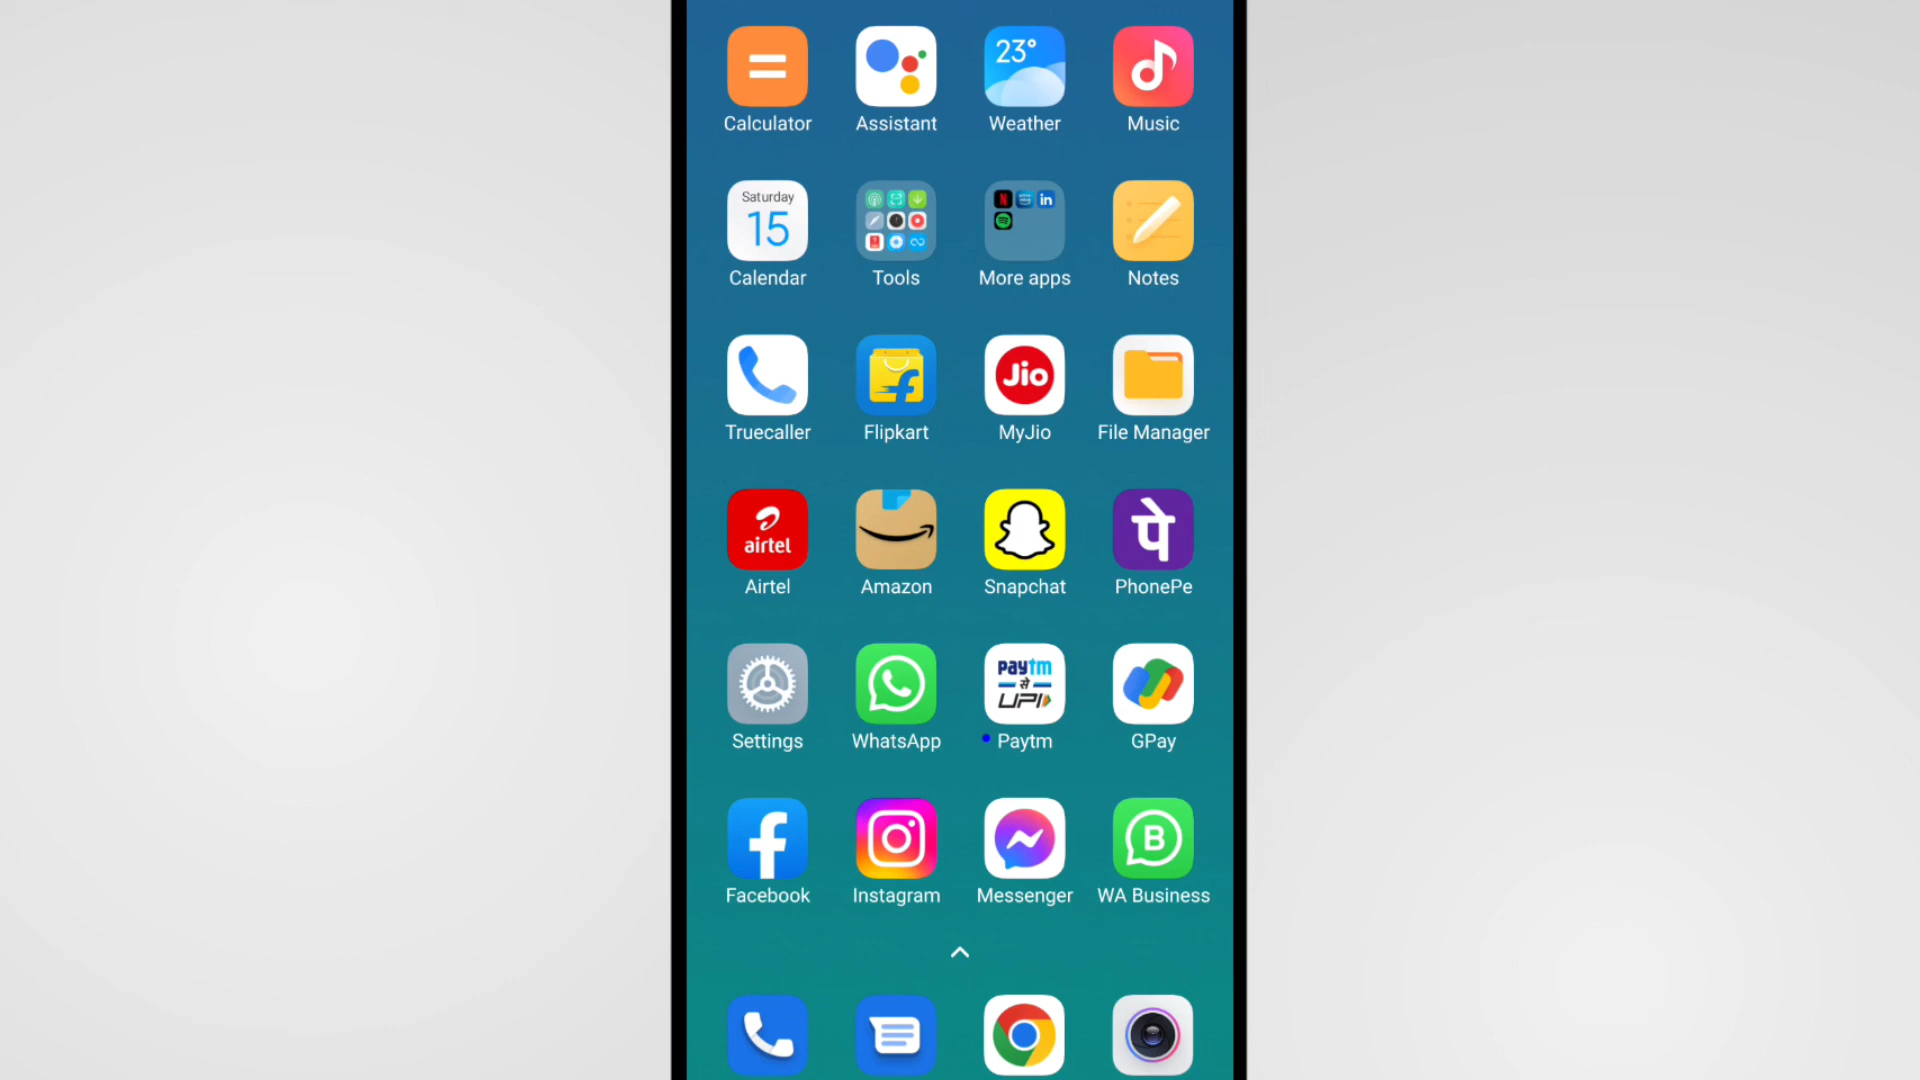 23°
Calculator
Assistant
Weather
Music
Saturday
15
N
in
Calendar
Tools
More apps
Notes
f
Jio
Truecaller
Flipkart
MyJio
File Manager
airtel
पे
Airtel
Amazon
Snapchat
PhonePe
paytm
से
UPI
Settings
WhatsApp
Paytm
GPay
f
B
Facebook
Instagram
Messenger
WA Business